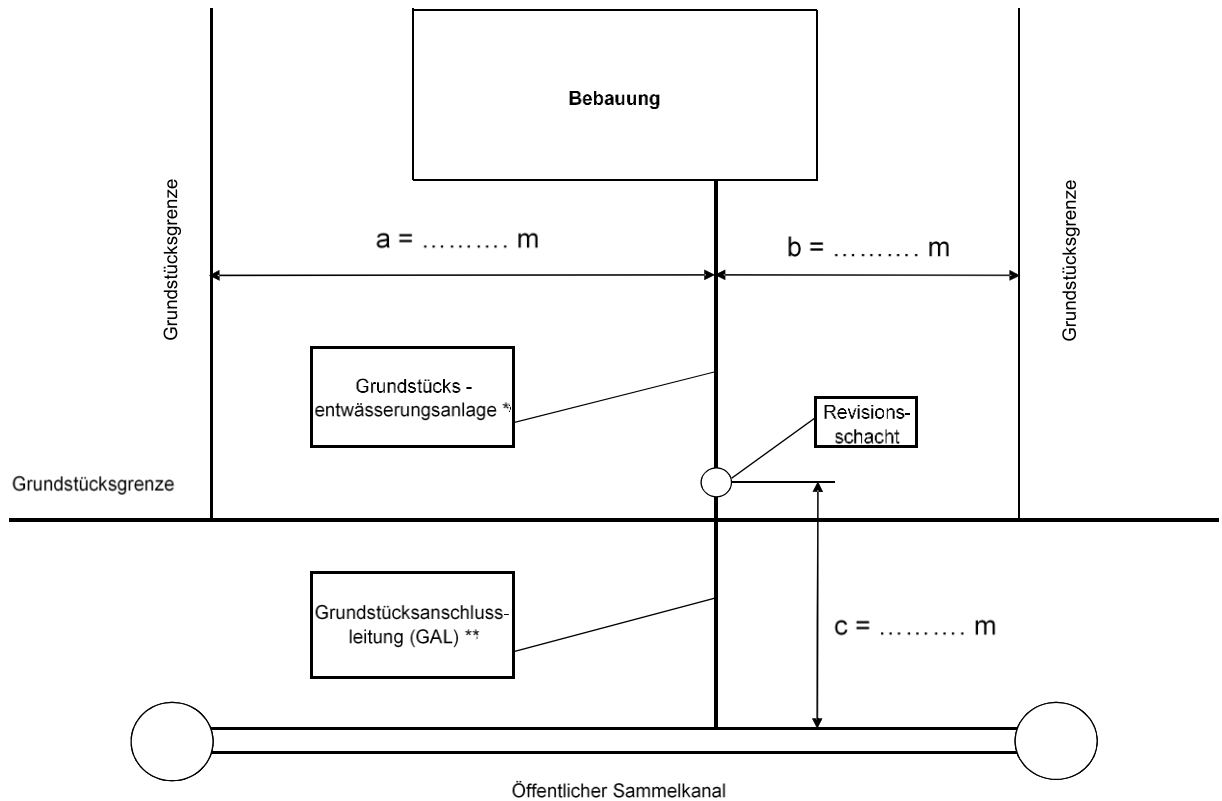 Bebauung
Grundstücksgrenze
Grundstücksgrenze
a = ………. m
b = ………. m
Grundstücks -
entwässerungsanlage *
Revisions-
schacht
Grundstücksgrenze
Grundstücksanschluss-
leitung (GAL) **
c = ………. m
Öffentlicher Sammelkanal